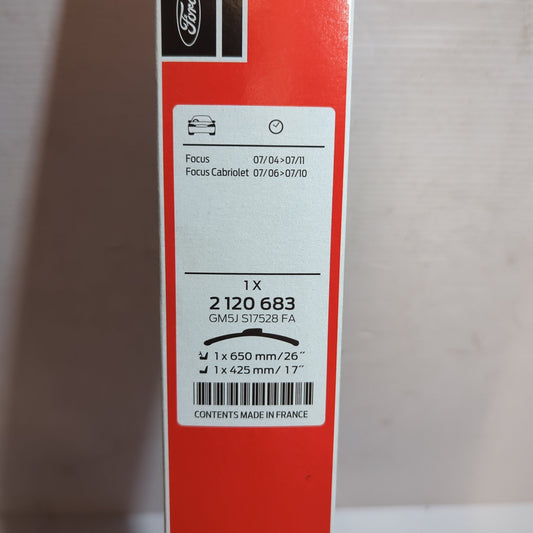 Ford
Focus 07/04>07/11
Focus Cabriolet 07/06>07/10
1 X
2 120 683
GM5J S17528 FA
1 x 650 mm/26″
1 x 425 mm/17″
CONTENTS MADE IN FRANCE